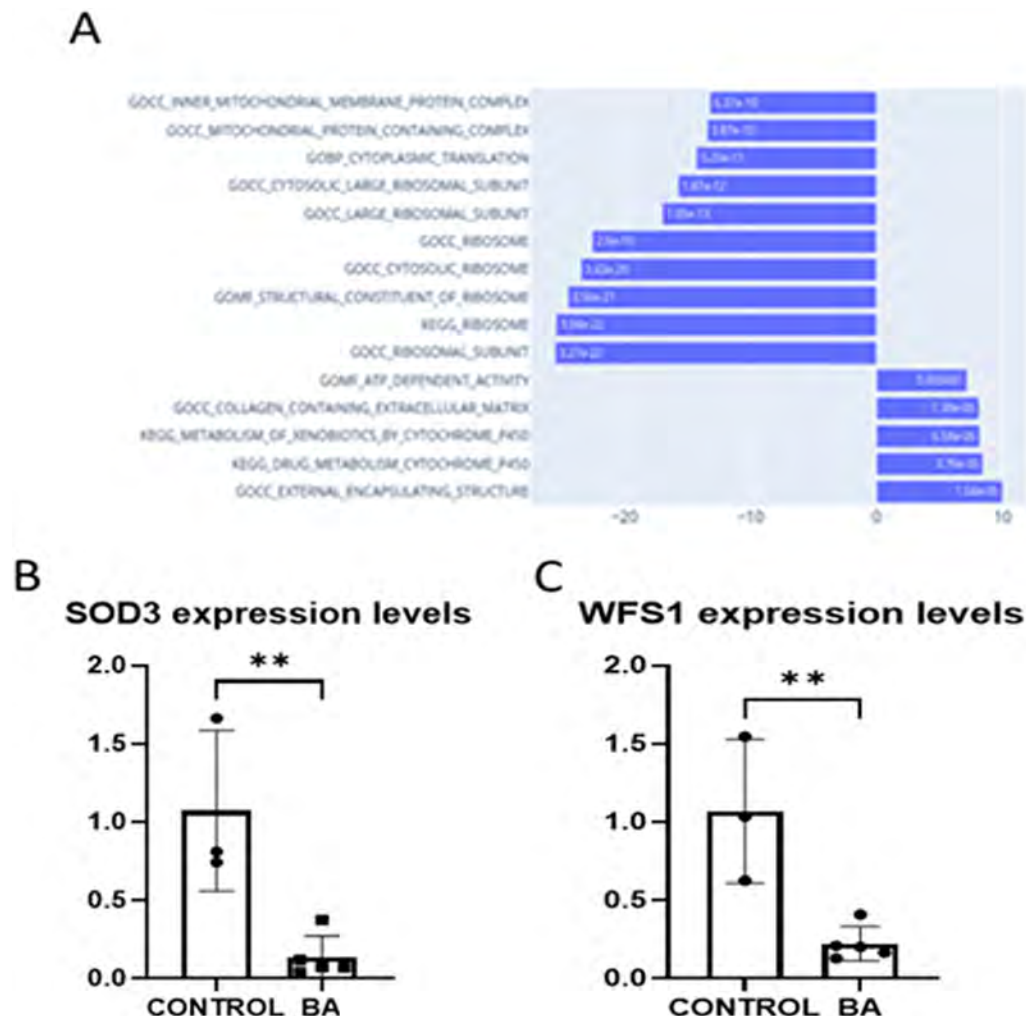 A
GOCC_INNER_MITOCHONDRIAL_MEMBRANE_PROTEIN_COMPLEX
GOCC_MITOCHONDRIAL_PROTEIN_CONTAINING_COMPLEX
GOBP_CYTOPLASMIC_TRANSLATION
GOCC_CYTOSOLIC_LARGE_RIBOSOMAL_SUBUNIT
GOCC_LARGE_RIBOSOMAL_SUBUNIT
GOCC_RIBOSOME
GOCC_CYTOSOLIC_RIBOSOME
GOMF_STRUCTURAL_CONSTITUENT_OF_RIBOSOME
KEGG_RIBOSOME
GOCC_RIBOSOMAL_SUBUNIT
GOMF_ATP_DEPENDENT_ACTIVITY
GOCC_COLLAGEN_CONTAINING_EXTRACELLULAR_MATRIX
KEGG_METABOLISM_OF_XENOBIOTICS_BY_CYTOCHROME_P450
KEGG_DRUG_METABOLISM_CYTOCHROME_P450
GOCC_EXTERNAL_ENCAPSULATING_STRUCTURE
−20 −10 0 10
B
SOD3 expression levels
**
2.0
1.5
1.0
0.5
0.0
CONTROL BA
C
WFS1 expression levels
**
2.0
1.5
1.0
0.5
0.0
CONTROL BA